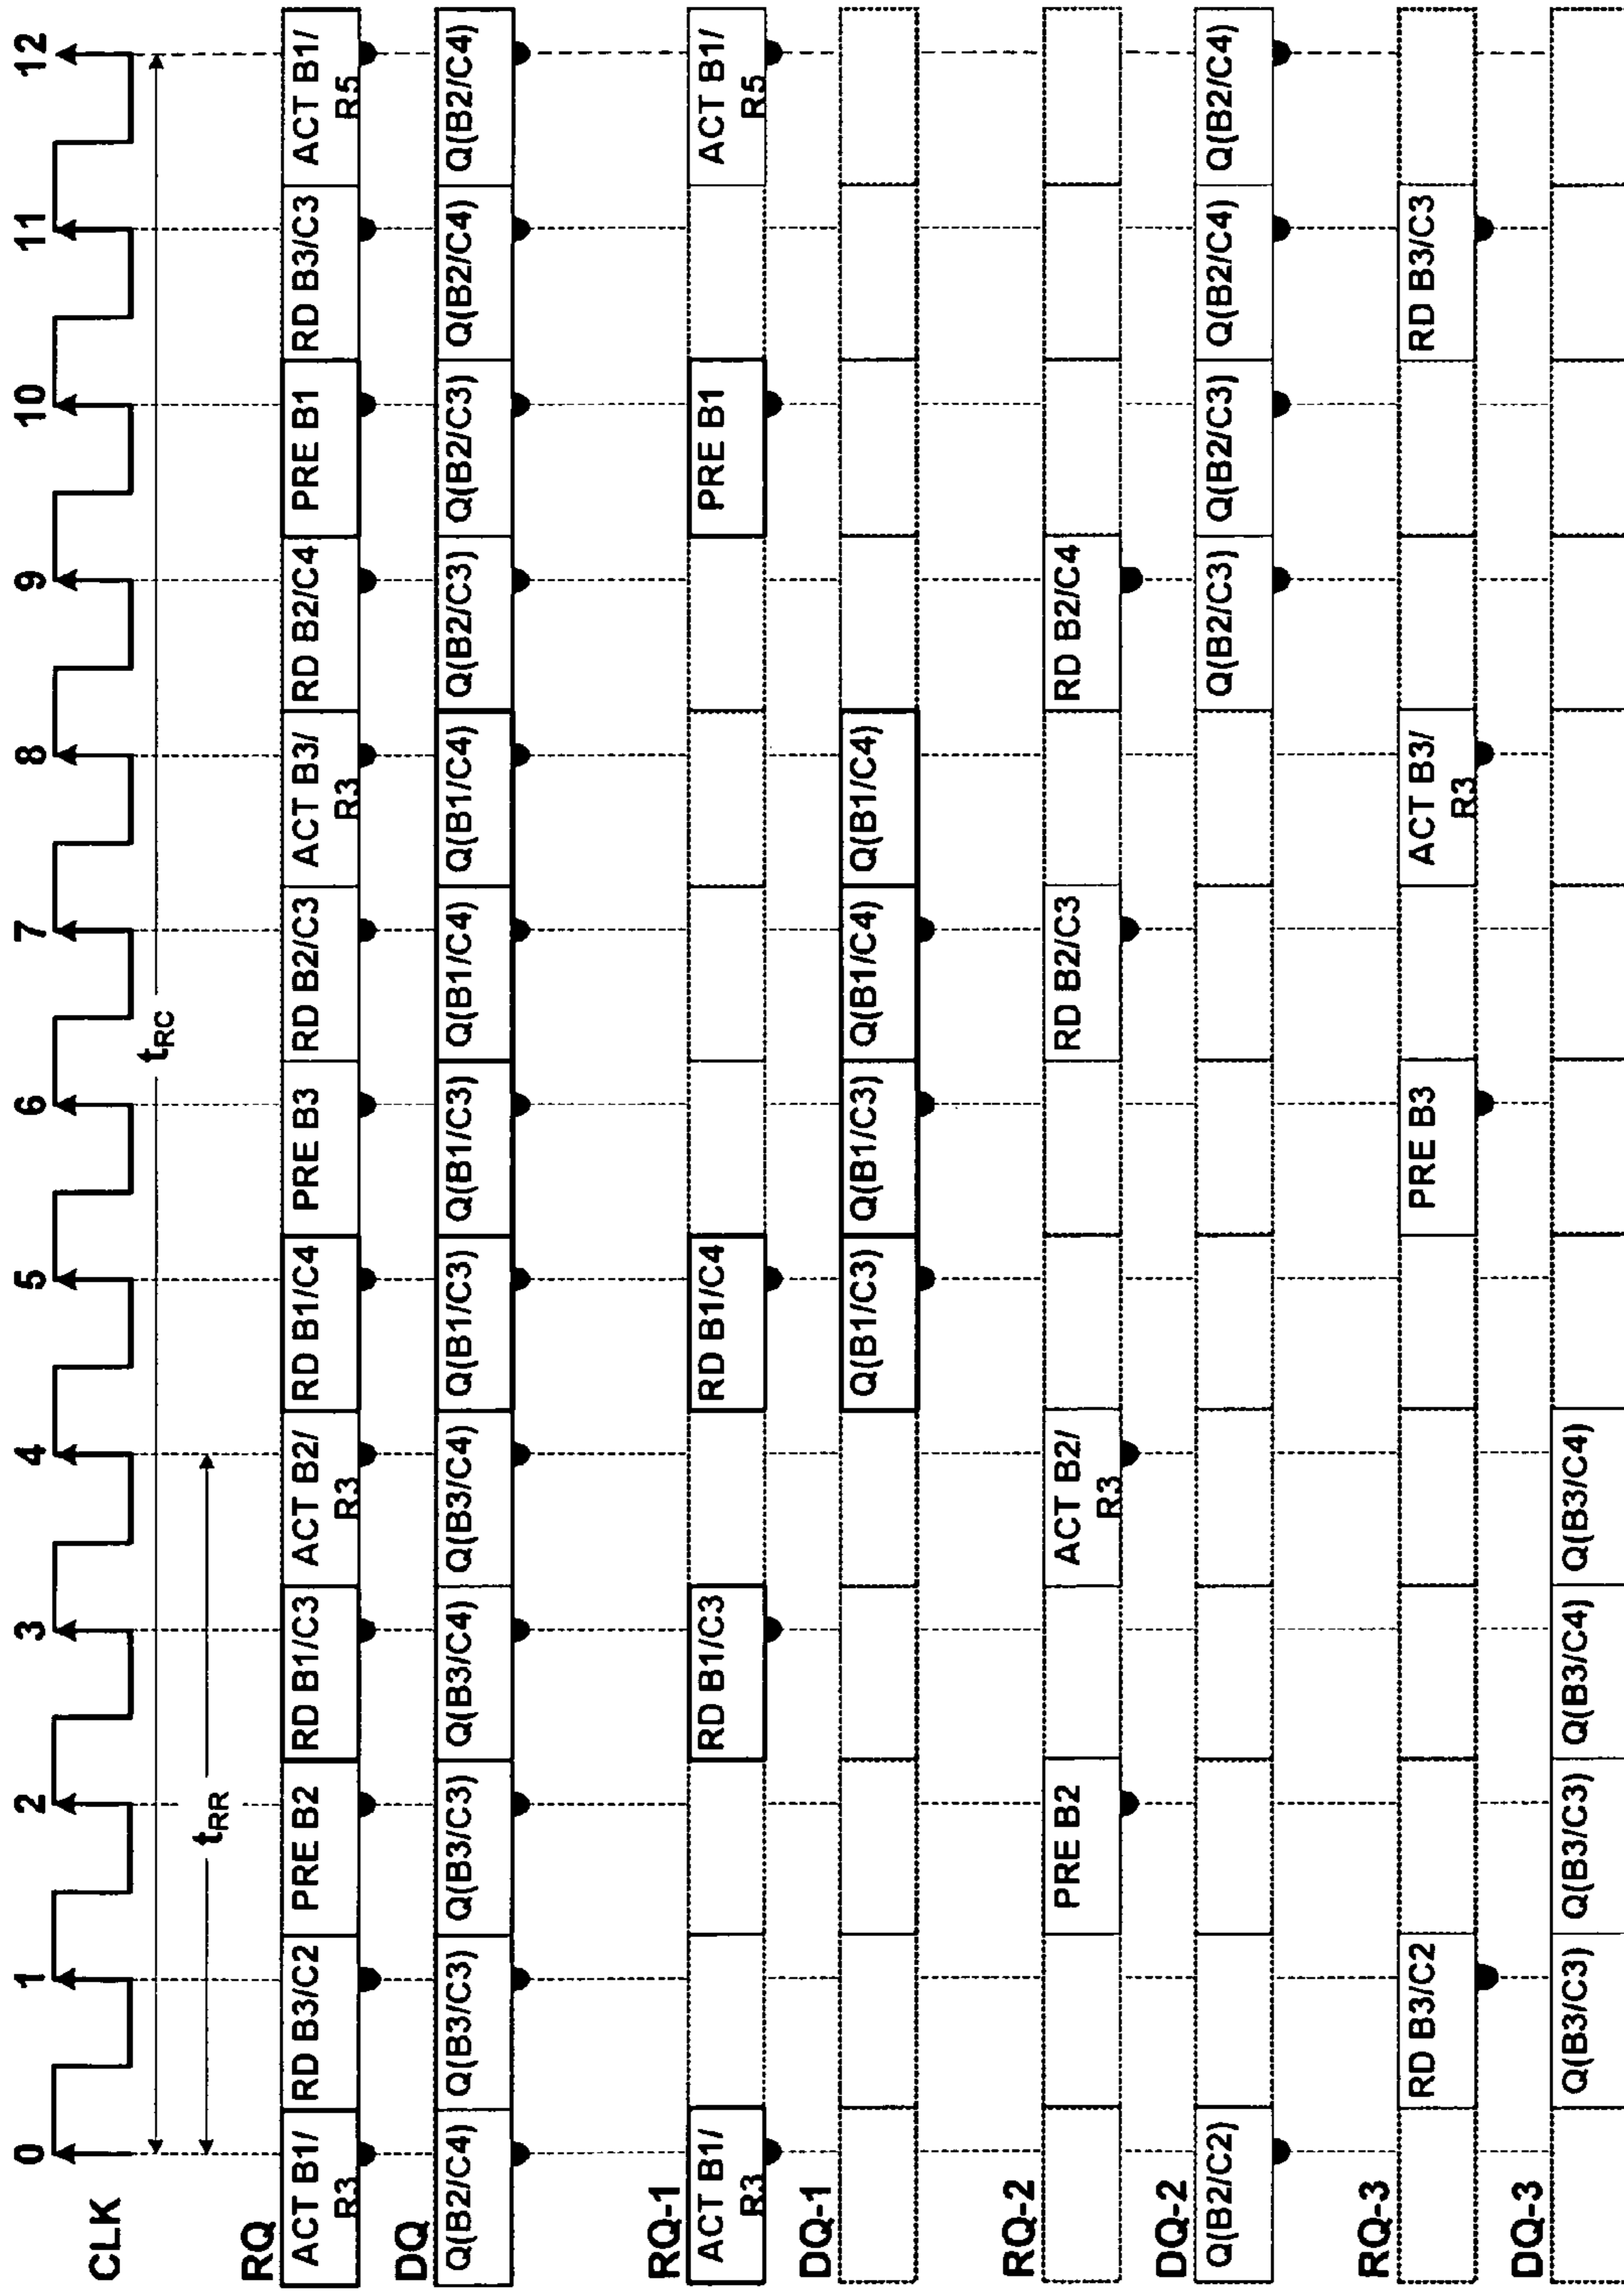 0 1 2 3 4 5 6 7 8 9 10 11 12
CLK
tRC
tRR
RQ
ACT B1/ R3
RD B3/C2
PRE B2
RD B1/C3
ACT B2/ R3
RD B1/C4
PRE B3
RD B2/C3
ACT B3/ R3
RD B2/C4
PRE B1
RD B3/C3
ACT B1/ R5
DQ
Q(B2/C4)
Q(B3/C3)
Q(B3/C3)
Q(B3/C4)
Q(B3/C4)
Q(B1/C3)
Q(B1/C3)
Q(B1/C4)
Q(B1/C4)
Q(B2/C3)
Q(B2/C3)
Q(B2/C4)
Q(B2/C4)
RQ-1
ACT B1/ R3
RD B1/C3
RD B1/C4
PRE B1
ACT B1/ R5
DQ-1
Q(B1/C3)
Q(B1/C3)
Q(B1/C4)
Q(B1/C4)
RQ-2
PRE B2
ACT B2/ R3
RD B2/C3
RD B2/C4
DQ-2
Q(B2/C2)
Q(B2/C3)
Q(B2/C3)
Q(B2/C4)
Q(B2/C4)
RQ-3
RD B3/C2
PRE B3
ACT B3/ R3
RD B3/C3
DQ-3
Q(B3/C3)
Q(B3/C3)
Q(B3/C4)
Q(B3/C4)